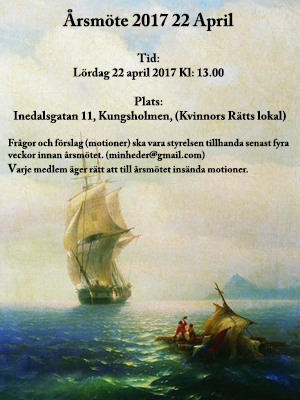 Årsmöte 2017 22 April
Tid:
Lördag 22 april 2017 Kl: 13.00
Plats:
Inedalsgatan 11, Kungsholmen, (Kvinnors Rätts lokal)
Frågor och förslag (motioner) ska vara styrelsen tillhanda senast fyra
veckor innan årsmötet. (minheder@gmail.com)
Varje medlem äger rätt att till årsmötet insända motioner.